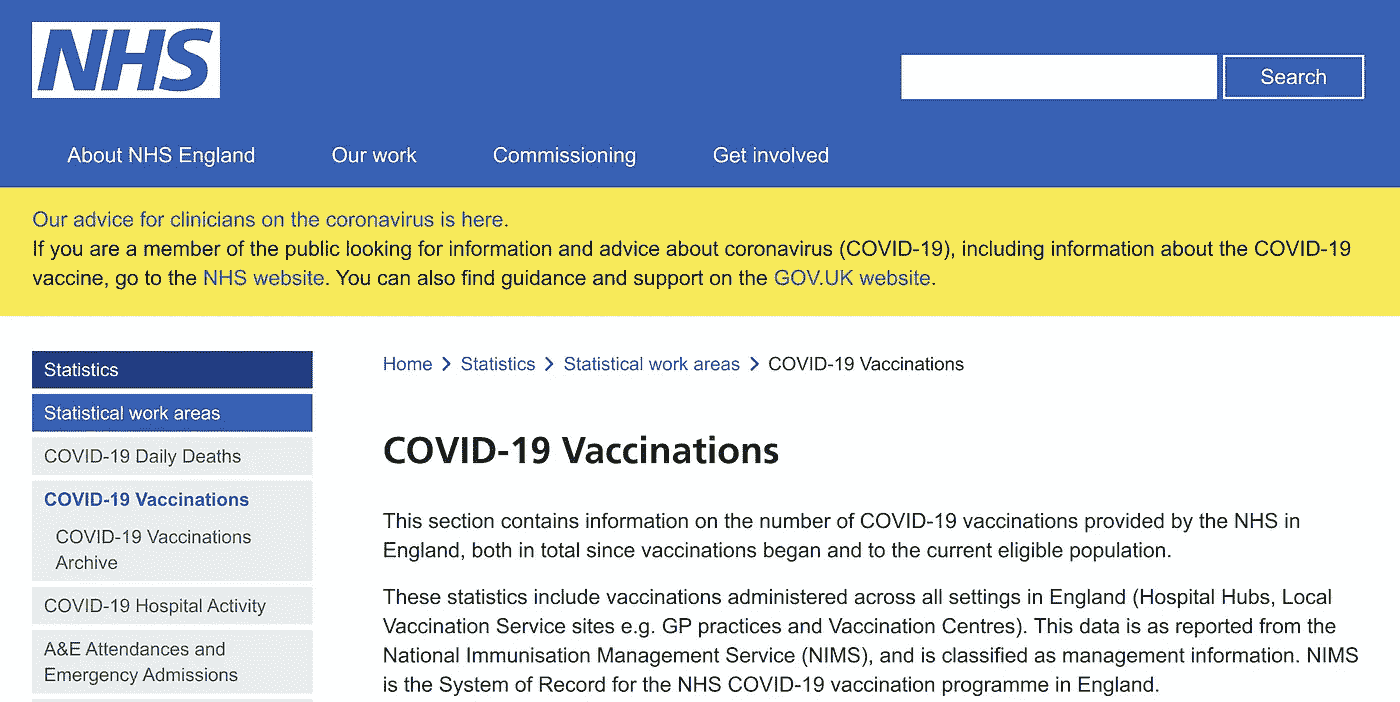 NHS
Search
About NHS England
Our work
Commissioning
Get involved
Our advice for clinicians on the coronavirus is here.
If you are a member of the public looking for information and advice about coronavirus (COVID-19), including information about the COVID-19
vaccine, go to the NHS website. You can also find guidance and support on the GOV.UK website.
Statistics
Statistical work areas
COVID-19 Daily Deaths
COVID-19 Vaccinations
COVID-19 Vaccinations
Archive
COVID-19 Hospital Activity
A&E Attendances and
Emergency Admissions
Home > Statistics > Statistical work areas > COVID-19 Vaccinations
COVID-19 Vaccinations
This section contains information on the number of COVID-19 vaccinations provided by the NHS in
England, both in total since vaccinations began and to the current eligible population.
These statistics include vaccinations administered across all settings in England (Hospital Hubs, Local
Vaccination Service sites e.g. GP practices and Vaccination Centres). This data is as reported from the
National Immunisation Management Service (NIMS), and is classified as management information. NIMS
is the System of Record for the NHS COVID-19 vaccination programme in England.